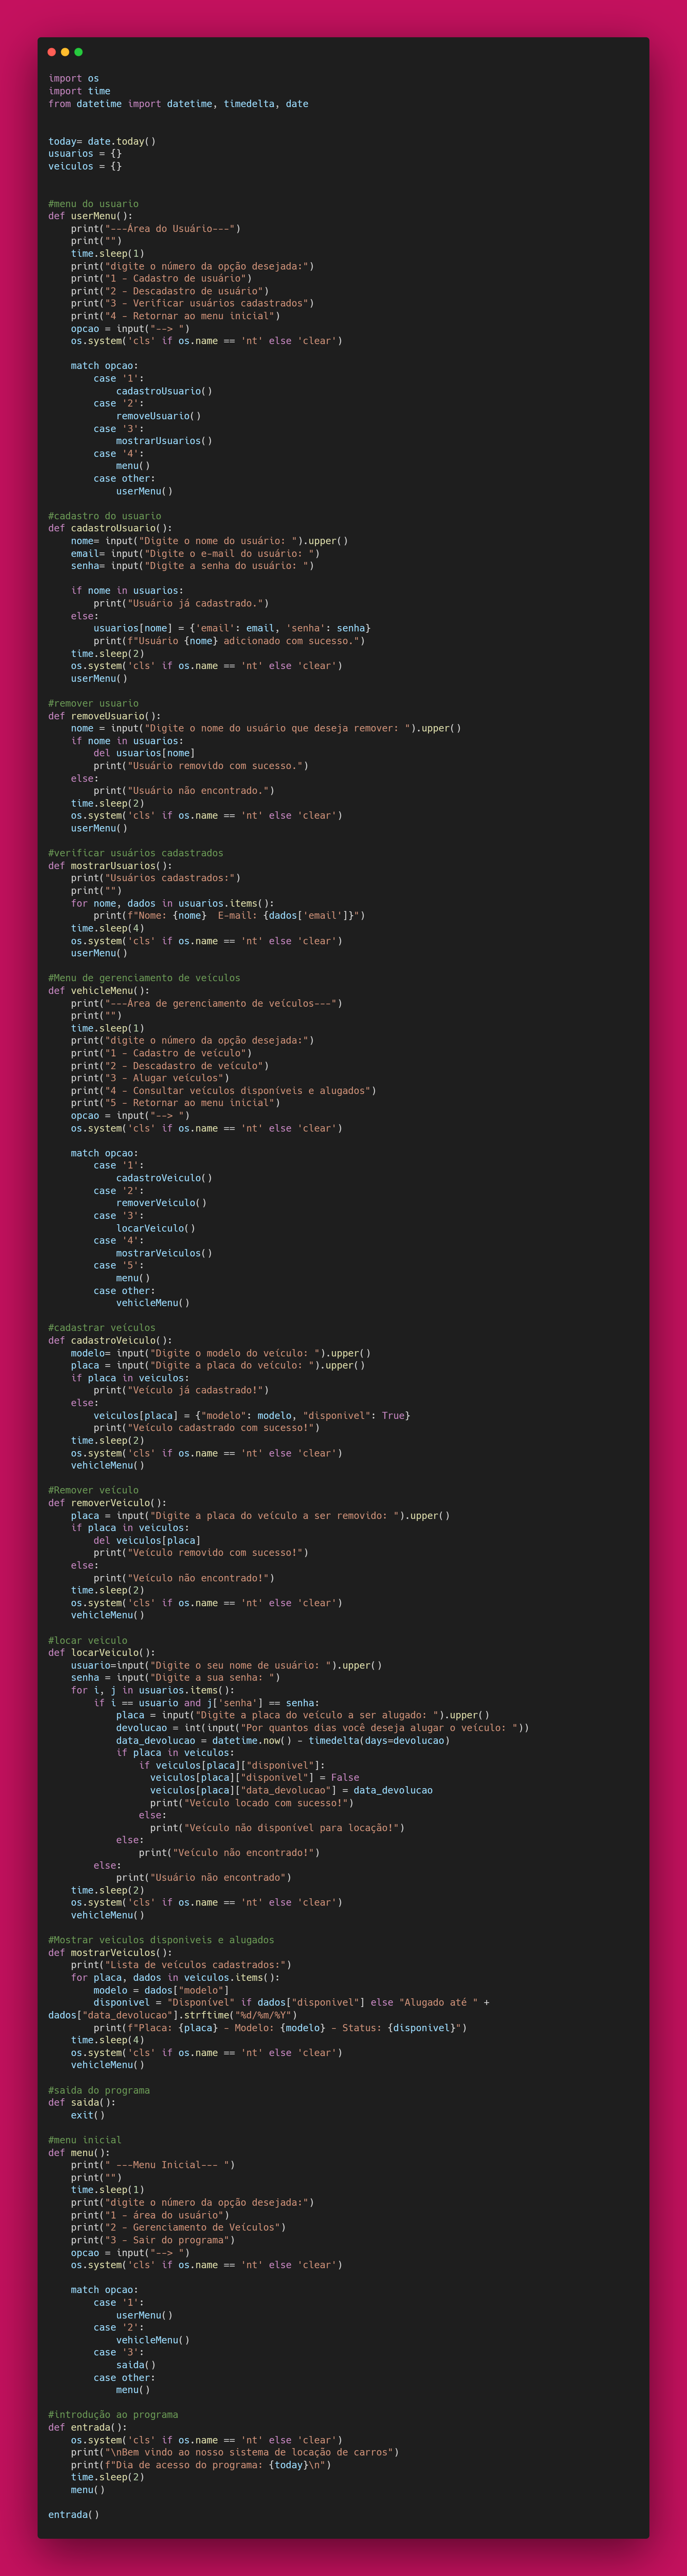 import os
import time
from datetime import datetime, timedelta, date
today= date.today()
usuarios = {}
veiculos = {}
#menu do usuario
def userMenu():
    print("---Área do Usuário---")
    print("")
    time.sleep(1)
    print("digite o número da opção desejada:")
    print("1 - Cadastro de usuário")
    print("2 - Descadastro de usuário")
    print("3 - Verificar usuários cadastrados")
    print("4 - Retornar ao menu inicial")
    opcao = input("--> ")
    os.system('cls' if os.name == 'nt' else 'clear')
    match opcao:
        case '1':
            cadastroUsuario()
        case '2':
            removeUsuario()
        case '3':
            mostrarUsuarios()
        case '4':
            menu()
        case other:
            userMenu()
#cadastro do usuario
def cadastroUsuario():
    nome= input("Digite o nome do usuário: ").upper()
    email= input("Digite o e-mail do usuário: ")
    senha= input("Digite a senha do usuário: ")
    if nome in usuarios:
        print("Usuário já cadastrado.")
    else:
        usuarios[nome] = {'email': email, 'senha': senha}
        print(f"Usuário {nome} adicionado com sucesso.")
    time.sleep(2)
    os.system('cls' if os.name == 'nt' else 'clear')
    userMenu()
#remover usuario
def removeUsuario():
    nome = input("Digite o nome do usuário que deseja remover: ").upper()
    if nome in usuarios:
        del usuarios[nome]
        print("Usuário removido com sucesso.")
    else:
        print("Usuário não encontrado.")
    time.sleep(2)
    os.system('cls' if os.name == 'nt' else 'clear')
    userMenu()
#verificar usuários cadastrados
def mostrarUsuarios():
    print("Usuários cadastrados:")
    print("")
    for nome, dados in usuarios.items():
        print(f"Nome: {nome}  E-mail: {dados['email']}")
    time.sleep(4)
    os.system('cls' if os.name == 'nt' else 'clear')
    userMenu()
#Menu de gerenciamento de veículos
def vehicleMenu():
    print("---Área de gerenciamento de veículos---")
    print("")
    time.sleep(1)
    print("digite o número da opção desejada:")
    print("1 - Cadastro de veículo")
    print("2 - Descadastro de veículo")
    print("3 - Alugar veículos")
    print("4 - Consultar veículos disponíveis e alugados")
    print("5 - Retornar ao menu inicial")
    opcao = input("--> ")
    os.system('cls' if os.name == 'nt' else 'clear')
    match opcao:
        case '1':
            cadastroVeiculo()
        case '2':
            removerVeiculo()
        case '3':
            locarVeiculo()
        case '4':
            mostrarVeiculos()
        case '5':
            menu()
        case other:
            vehicleMenu()
#cadastrar veículos
def cadastroVeiculo():
    modelo= input("Digite o modelo do veículo: ").upper()
    placa = input("Digite a placa do veículo: ").upper()
    if placa in veiculos:
        print("Veículo já cadastrado!")
    else:
        veiculos[placa] = {"modelo": modelo, "disponivel": True}
        print("Veículo cadastrado com sucesso!")
    time.sleep(2)
    os.system('cls' if os.name == 'nt' else 'clear')
    vehicleMenu()
#Remover veículo
def removerVeiculo():
    placa = input("Digite a placa do veículo a ser removido: ").upper()
    if placa in veiculos:
        del veiculos[placa]
        print("Veículo removido com sucesso!")
    else:
        print("Veículo não encontrado!")
    time.sleep(2)
    os.system('cls' if os.name == 'nt' else 'clear')
    vehicleMenu()
#locar veiculo
def locarVeiculo():
    usuario=input("Digite o seu nome de usuário: ").upper()
    senha = input("Digite a sua senha: ")
    for i, j in usuarios.items():
        if i == usuario and j['senha'] == senha:
            placa = input("Digite a placa do veículo a ser alugado: ").upper()
            devolucao = int(input("Por quantos dias você deseja alugar o veículo: "))
            data_devolucao = datetime.now() - timedelta(days=devolucao)
            if placa in veiculos:
                if veiculos[placa]["disponivel"]:
                  veiculos[placa]["disponivel"] = False
                  veiculos[placa]["data_devolucao"] = data_devolucao
                  print("Veículo locado com sucesso!")
                else:
                  print("Veículo não disponível para locação!")
            else:
                print("Veículo não encontrado!")
        else:
            print("Usuário não encontrado")
    time.sleep(2)
    os.system('cls' if os.name == 'nt' else 'clear')
    vehicleMenu()
#Mostrar veiculos disponiveis e alugados
def mostrarVeiculos():
    print("Lista de veículos cadastrados:")
    for placa, dados in veiculos.items():
        modelo = dados["modelo"]
        disponivel = "Disponível" if dados["disponivel"] else "Alugado até " +
dados["data_devolucao"].strftime("%d/%m/%Y")
        print(f"Placa: {placa} - Modelo: {modelo} - Status: {disponivel}")
    time.sleep(4)
    os.system('cls' if os.name == 'nt' else 'clear')
    vehicleMenu()
#saida do programa
def saida():
    exit()
#menu inicial
def menu():
    print(" ---Menu Inicial--- ")
    print("")
    time.sleep(1)
    print("digite o número da opção desejada:")
    print("1 - área do usuário")
    print("2 - Gerenciamento de Veículos")
    print("3 - Sair do programa")
    opcao = input("--> ")
    os.system('cls' if os.name == 'nt' else 'clear')
    match opcao:
        case '1':
            userMenu()
        case '2':
            vehicleMenu()
        case '3':
            saida()
        case other:
            menu()
#introdução ao programa
def entrada():
    os.system('cls' if os.name == 'nt' else 'clear')
    print("\nBem vindo ao nosso sistema de locação de carros")
    print(f"Dia de acesso do programa: {today}\n")
    time.sleep(2)
    menu()
entrada()